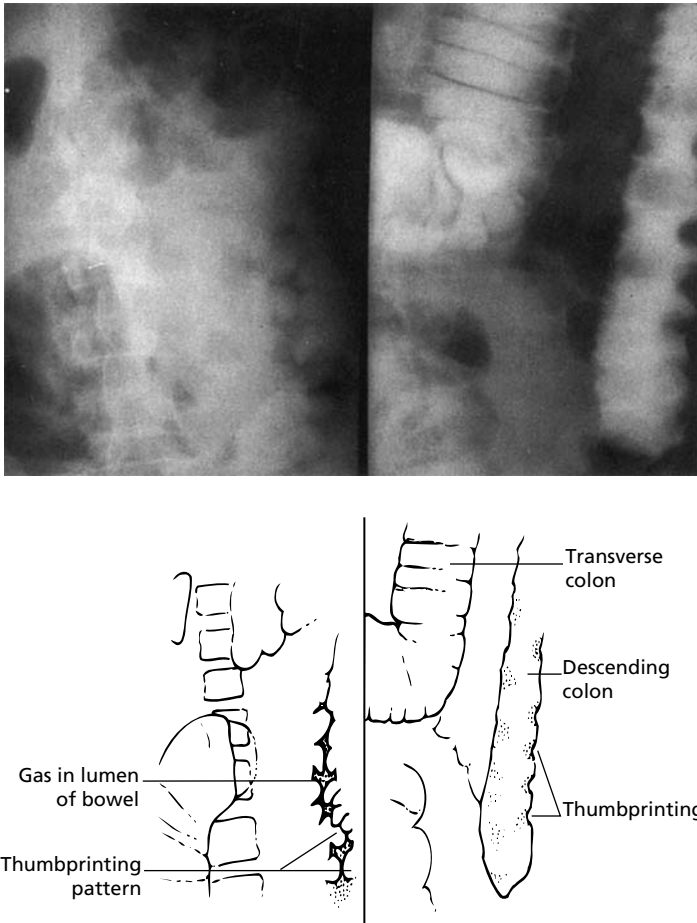 Transverse
colon
Descending
colon
Gas in lumen
of bowel
Thumbprinting
Thumbprinting
pattern